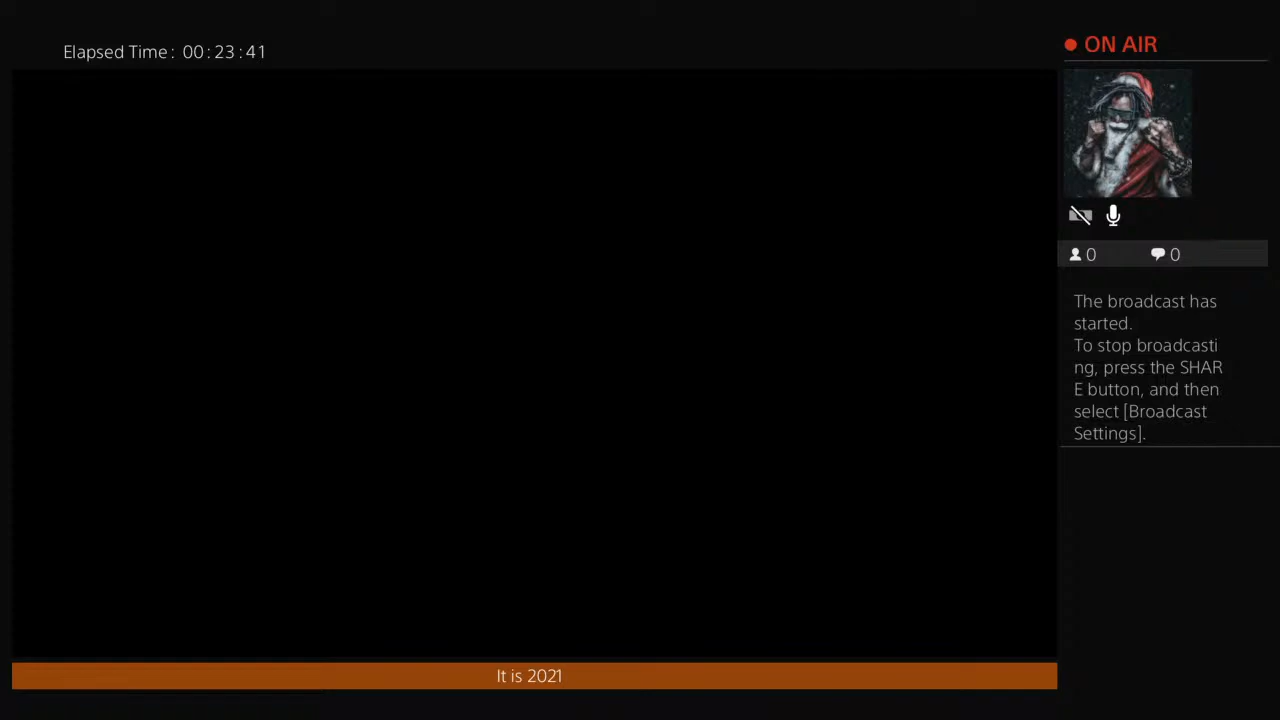 Elapsed Time: 00:23:41
ON AIR
0 0
The broadcast has
started.
To stop broadcasti
ng, press the SHAR
E button, and then
select [Broadcast
Settings].
It is 2021